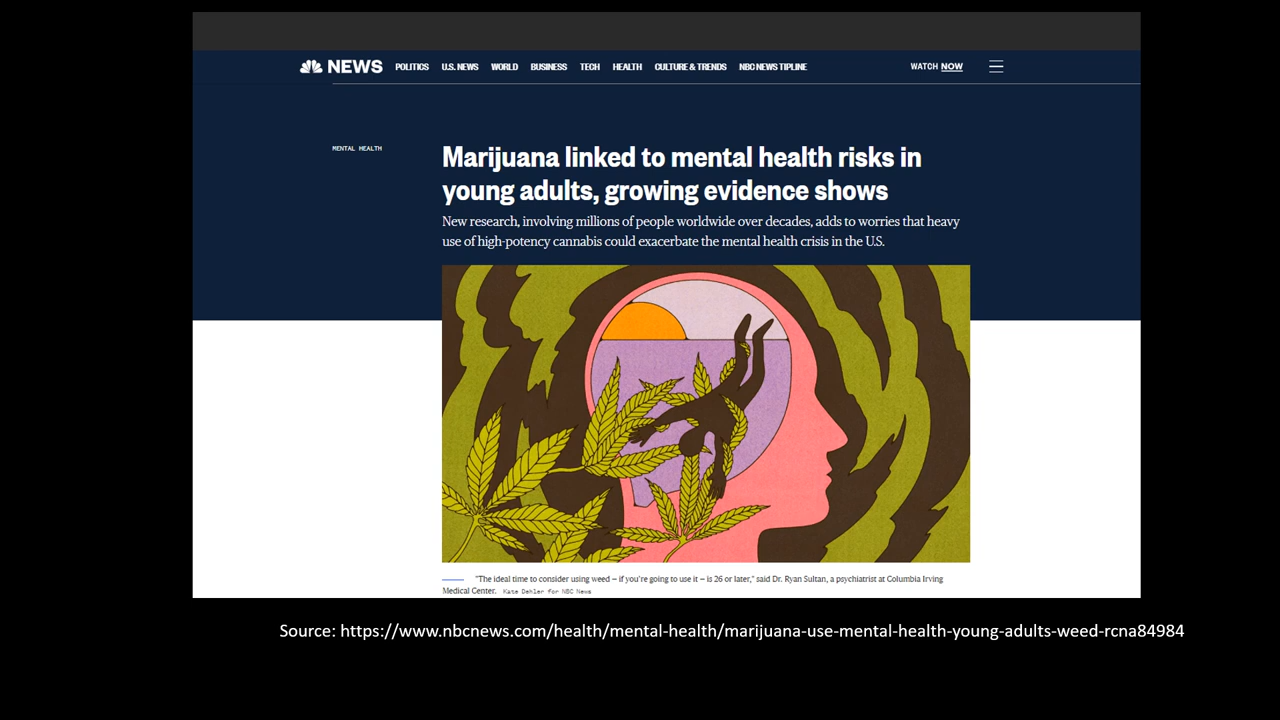 NEWS POLITICS U.S. NEWS WORLD BUSINESS TECH HEALTH CULTURE & TRENDS NBC NEWS TIPLINE WATCH NOW
MENTAL HEALTH
Marijuana linked to mental health risks in
young adults, growing evidence shows
New research, involving millions of people worldwide over decades, adds to worries that heavy
use of high-potency cannabis could exacerbate the mental health crisis in the U.S.
"The ideal time to consider using weed — if you're going to use it — is 26 or later," said Dr. Ryan Sultan, a psychiatrist at Columbia Irving
Medical Center. Kate Dehler for NBC News
Source: https://www.nbcnews.com/health/mental-health/marijuana-use-mental-health-young-adults-weed-rcna84984